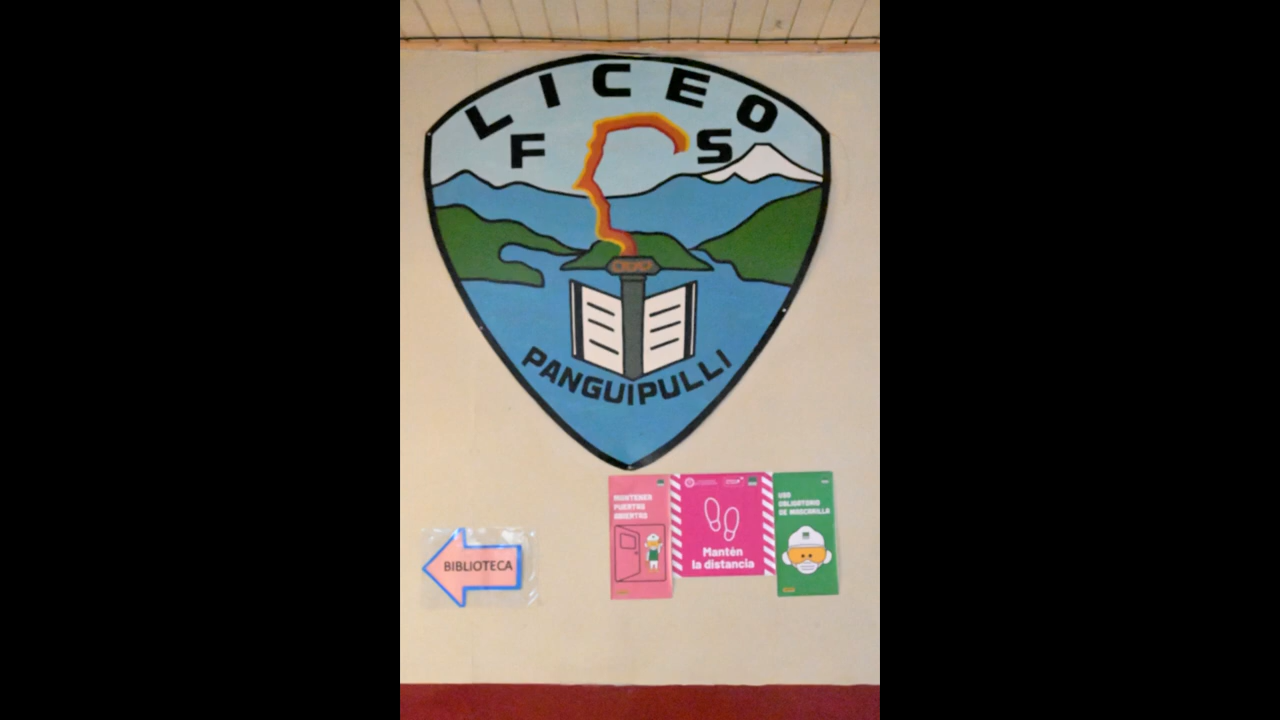 LICEO
F S
PANGUIPULLI
BIBLIOTECA
MANTENER
PUERTAS
ABIERTAS
Mantén
la distancia
USO
OBLIGATORIO
DE MASCARILLA